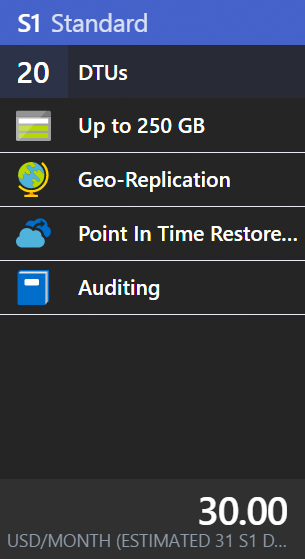 S1 Standard
20 DTUs
Up to 250 GB
Geo-Replication
Point In Time Restore...
Auditing
30.00
USD/MONTH (ESTIMATED 31 S1 D...